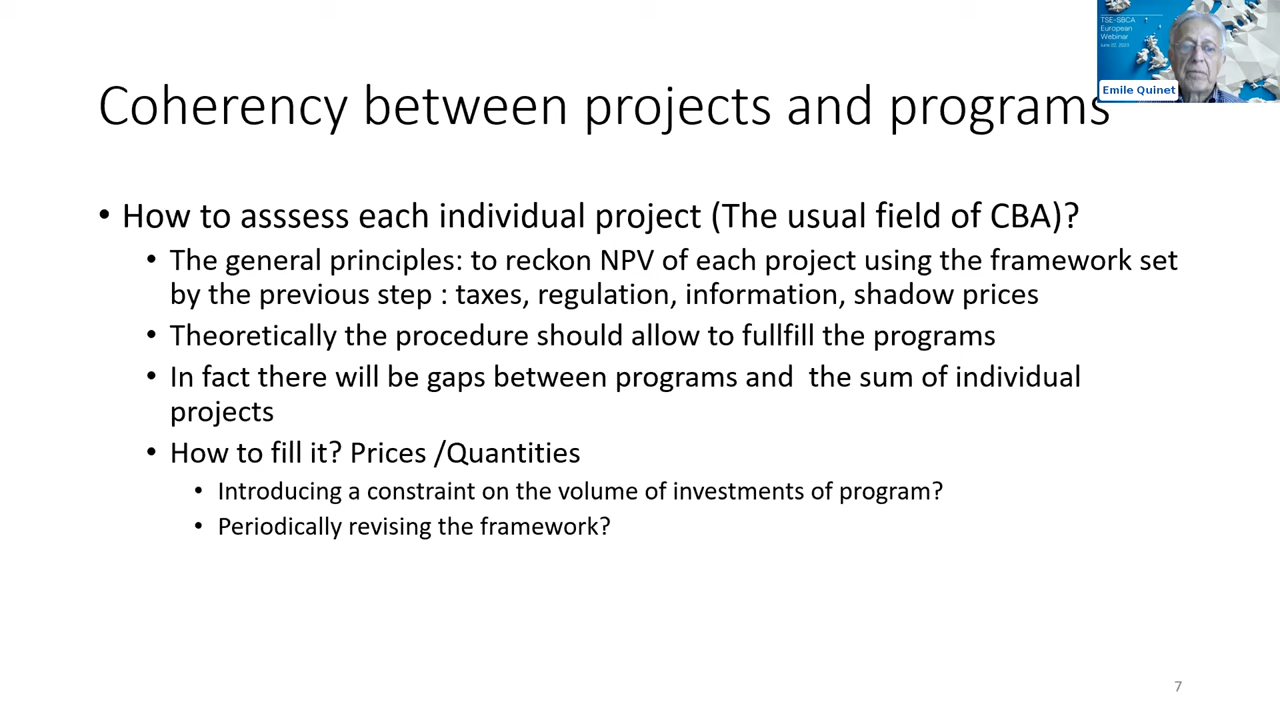 TSE-SBCA
European
Webinar
June 22, 2023
Emile Quinet
Coherency between projects and programs
• How to asssess each individual project (The usual field of CBA)?
• The general principles: to reckon NPV of each project using the framework set
by the previous step : taxes, regulation, information, shadow prices
• Theoretically the procedure should allow to fullfill the programs
• In fact there will be gaps between programs and  the sum of individual
projects
• How to fill it? Prices /Quantities
• Introducing a constraint on the volume of investments of program?
• Periodically revising the framework?
7